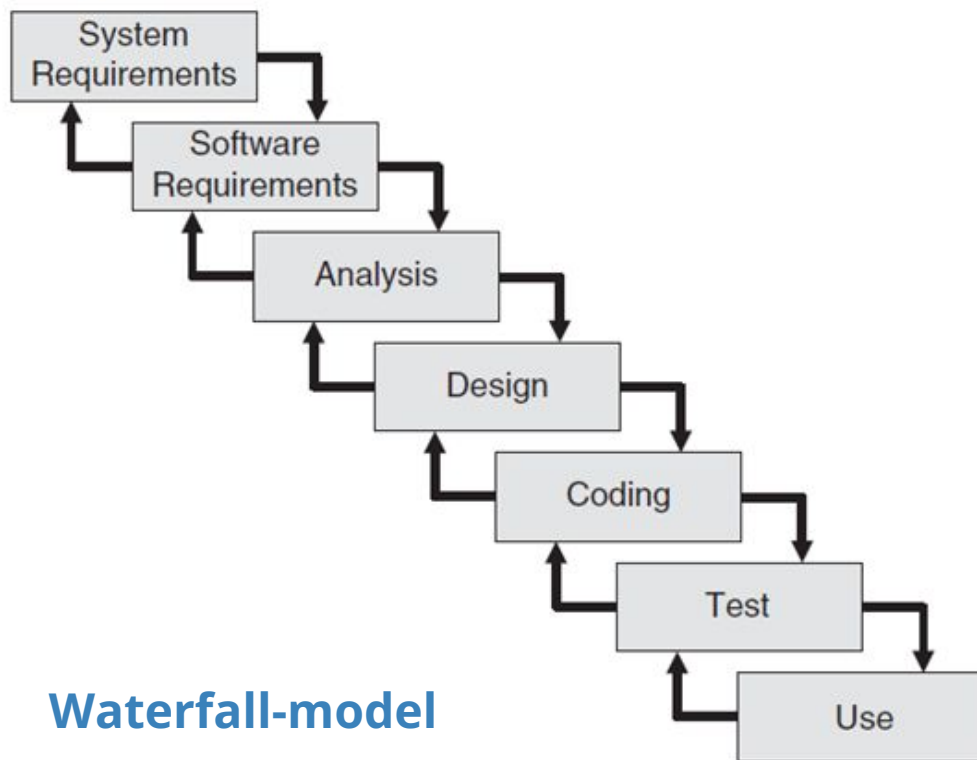 System
Requirements
Software
Requirements
Analysis
Design
Coding
Test
Use
Waterfall-model